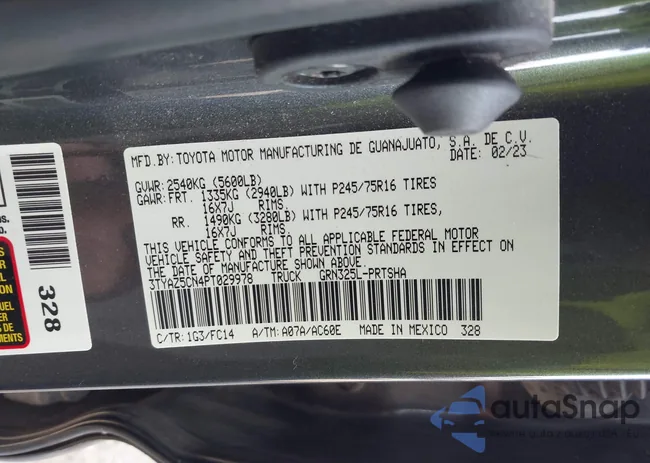 MFD.BY: TOYOTA MOTOR MANUFACTURING DE GUANAJUATO, S.A. DE C.V.
DATE: 02/23
GVWR: 2540KG (5600LB)
GAWR: FRT. 1335KG (2940LB) WITH P245/75R16 TIRES
16X7J RIMS.
RR. 1490KG (3280LB) WITH P245/75R16 TIRES,
16X7J RIMS.
THIS VEHICLE CONFORMS TO ALL APPLICABLE FEDERAL MOTOR
VEHICLE SAFETY AND THEFT PREVENTION STANDARDS IN EFFECT ON
THE DATE OF MANUFACTURE SHOWN ABOVE.
3TYAZ5CN4PT029978 TRUCK GRN325L-PRTSHA
C/TR: 1G3/FC14 A/TM: A07A/AC60E MADE IN MEXICO 328
328
autoSnap